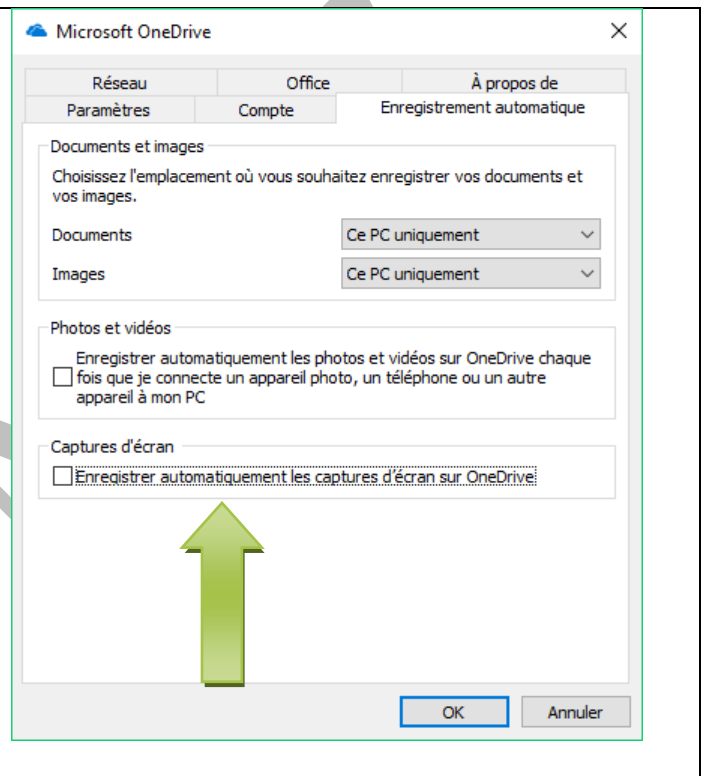 Microsoft OneDrive
Réseau Office À propos de
Paramètres Compte Enregistrement automatique
Documents et images
Choisissez l'emplacement où vous souhaitez enregistrer vos documents et
vos images.
Documents Ce PC uniquement
Images Ce PC uniquement
Photos et vidéos
Enregistrer automatiquement les photos et vidéos sur OneDrive chaque
fois que je connecte un appareil photo, un téléphone ou un autre
appareil à mon PC
Captures d'écran
Enregistrer automatiquement les captures d’écran sur OneDrive
OK Annuler